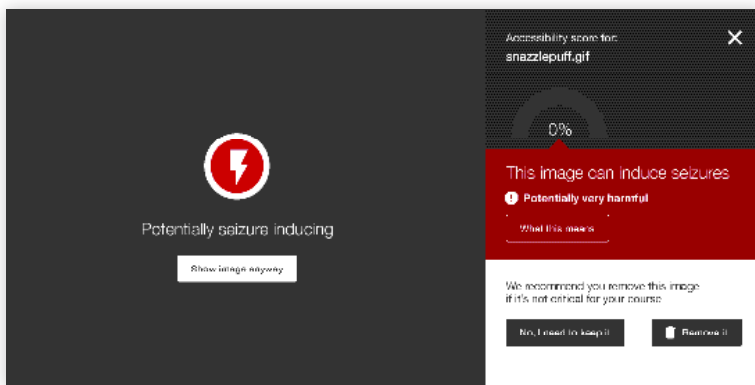 Accessibility score for:
snazzlepuff.gif
0%
This image can induce seizures
Potentially very harmful
What this means
Potentially seizure inducing
Show image anyway
We recommend you remove this image
if it's not critical for your course
No, I need to keep it
Remove it